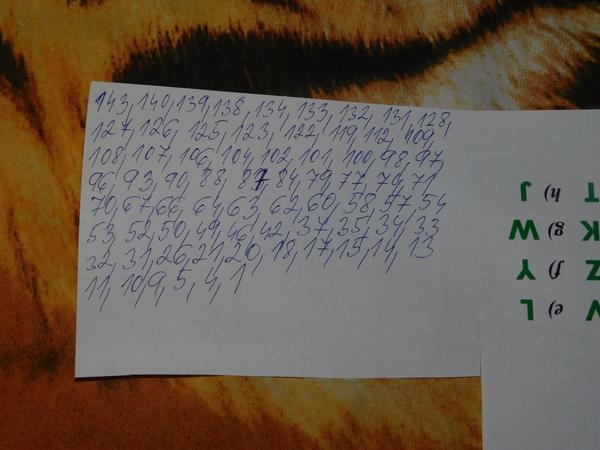 143, 140, 139, 138, 134, 133, 132, 131, 128,
127, 126, 125, 123, 122, 119, 112, 109,
108, 107, 106, 104, 102, 101, 100, 98, 97,
96, 93, 90, 88, 87, 84, 79, 77, 74, 71
70, 67, 66, 64, 63, 62, 60, 58, 57, 54
53, 52, 50, 49, 46, 42, 37, 35, 34, 33
32, 31, 26, 21, 20, 18, 17, 15, 14, 13
11, 10, 9, 5, 4, 1
h) J
K g) W
Z f) Y
e) L